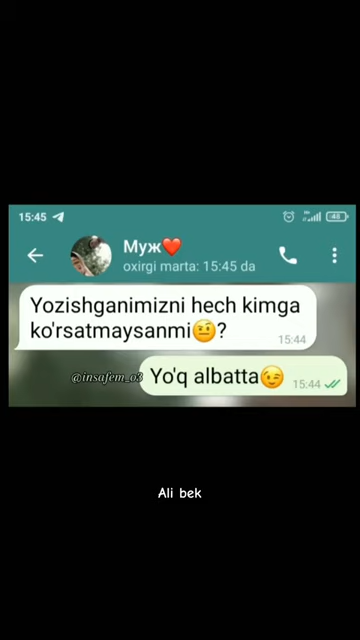 15:45
48
Муж❤️
oxirgi marta: 15:45 da
Yozishganimizni hech kimga
ko'rsatmaysanmi🤨?
15:44
@insafem_o3
Yo'q albatta😉
15:44
Ali bek